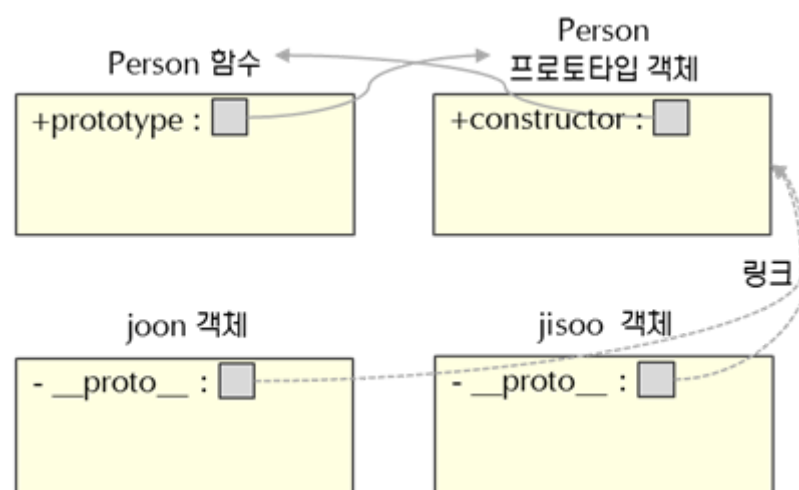 Person 함수
Person
프로토타입 객체
+prototype :
+constructor :
링크
joon 객체
jisoo 객체
- __proto__ :
- __proto__ :